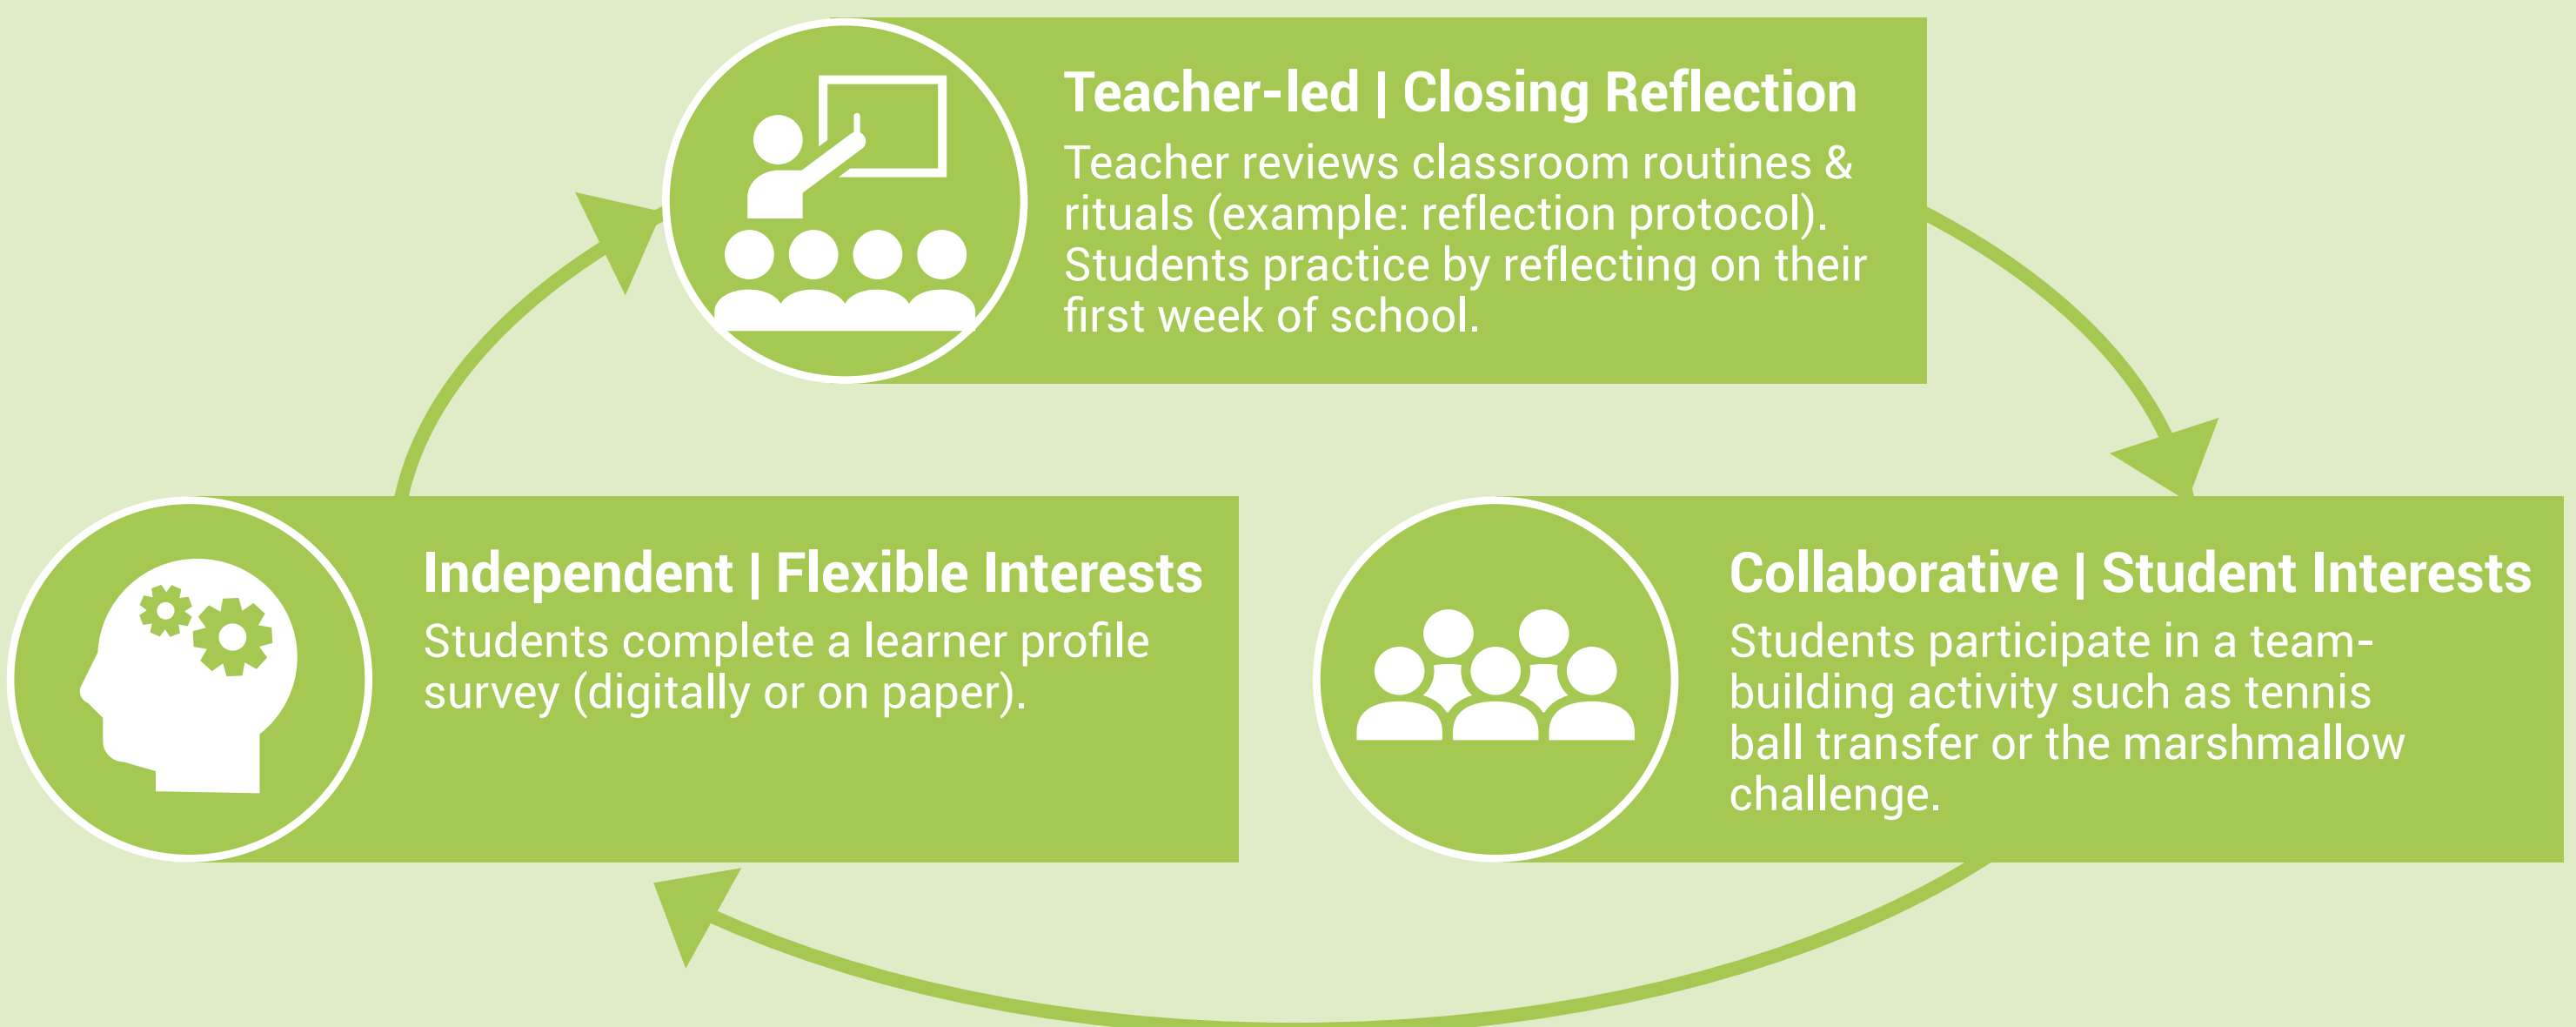 Teacher-led | Closing Reflection
Teacher reviews classroom routines &
rituals (example: reflection protocol).
Students practice by reflecting on their
first week of school.
Independent | Flexible Interests
Students complete a learner profile
survey (digitally or on paper).
Collaborative | Student Interests
Students participate in a team-
building activity such as tennis
ball transfer or the marshmallow
challenge.